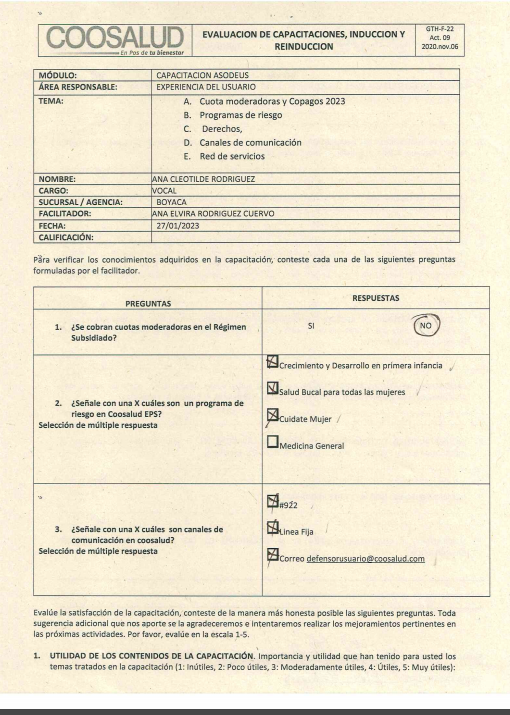 COOSALUD
En Pos de tu bienestar
EVALUACION DE CAPACITACIONES, INDUCCION Y
REINDUCCION
GTH-F-22
Act. 09
2020.nov.06
MÓDULO: CAPACITACION ASODEUS
ÁREA RESPONSABLE: EXPERIENCIA DEL USUARIO
TEMA: A. Cuota moderadoras y Copagos 2023
B. Programas de riesgo
C. Derechos,
D. Canales de comunicación
E. Red de servicios
NOMBRE: ANA CLEOTILDE RODRIGUEZ
CARGO: VOCAL
SUCURSAL / AGENCIA: BOYACA
FACILITADOR: ANA ELVIRA RODRIGUEZ CUERVO
FECHA: 27/01/2023
CALIFICACIÓN:
Para verificar los conocimientos adquiridos en la capacitación, conteste cada una de las siguientes preguntas
formuladas por el facilitador.
PREGUNTAS RESPUESTAS
1. ¿Se cobran cuotas moderadoras en el Régimen
Subsidiado?
SI NO
2. ¿Señale con una X cuáles son un programa de
riesgo en Coosalud EPS?
Selección de múltiple respuesta
Crecimiento y Desarrollo en primera infancia
Salud Bucal para todas las mujeres
Cuidate Mujer
Medicina General
3. ¿Señale con una X cuáles son canales de
comunicación en coosalud?
Selección de múltiple respuesta
#922
Linea Fija
Correo defensorusuario@coosalud.com
Evalúe la satisfacción de la capacitación, conteste de la manera más honesta posible las siguientes preguntas. Toda
sugerencia adicional que nos aporte se la agradeceremos e intentaremos realizar los mejoramientos pertinentes en
las próximas actividades. Por favor, evalúe en la escala 1-5.
1. UTILIDAD DE LOS CONTENIDOS DE LA CAPACITACIÓN. Importancia y utilidad que han tenido para usted los
temas tratados en la capacitación (1: Inútiles, 2: Poco útiles, 3: Moderadamente útiles, 4: Útiles, 5: Muy útiles):